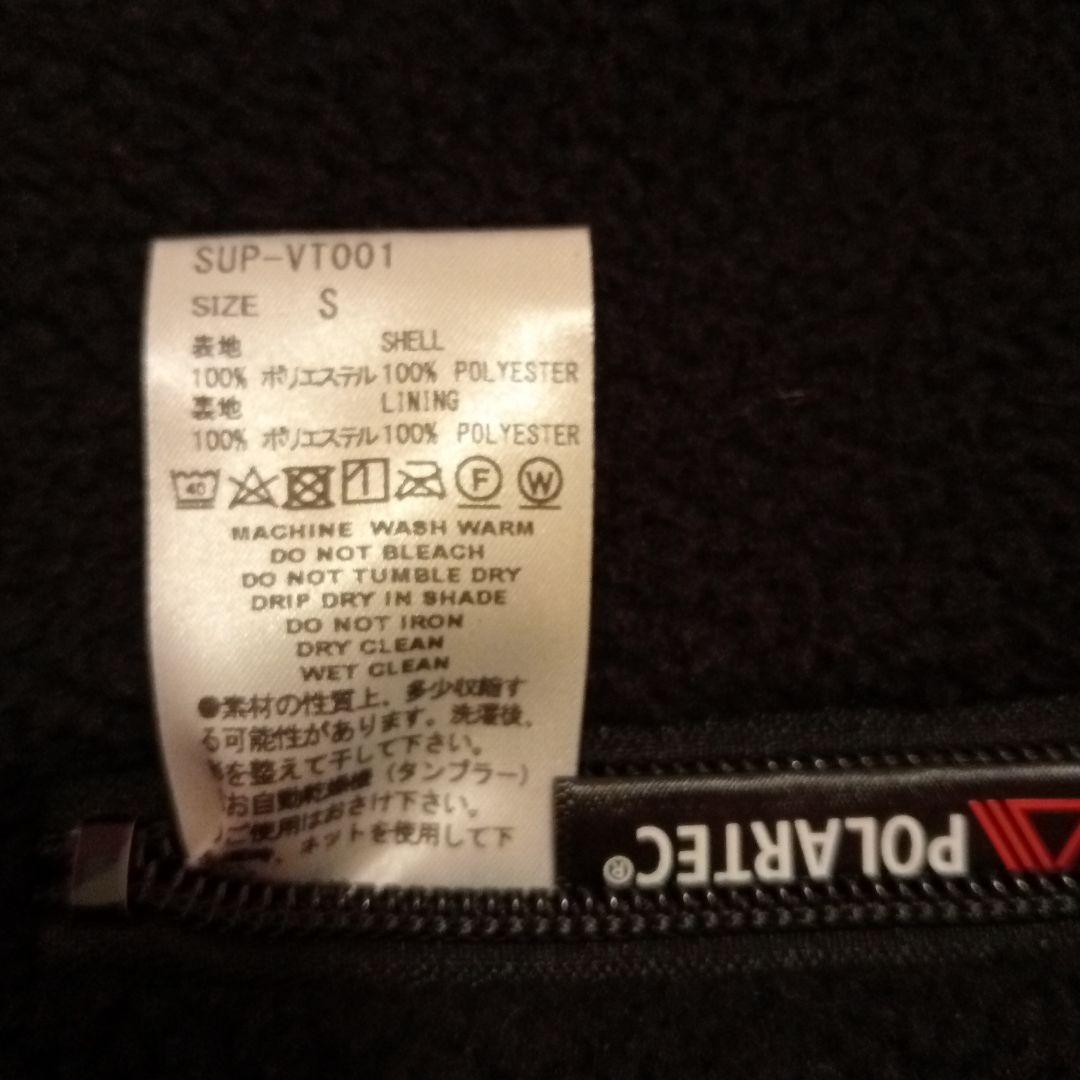 SUP-VT001
SIZE S
表地 SHELL
100% ポリエステル 100% POLYESTER
裏地 LINING
100% ポリエステル 100% POLYESTER
40 F W
MACHINE WASH WARM
DO NOT BLEACH
DO NOT TUMBLE DRY
DRIP DRY IN SHADE
DO NOT IRON
DRY CLEAN
WET CLEAN
●素材の性質上、多少収縮す
る可能性があります。洗濯後、
を整えて干して下さい。
(タンブラー)
お自動乾燥機
ご使用はおさけ下さい。
ネットを使用して下
POLARTEC®